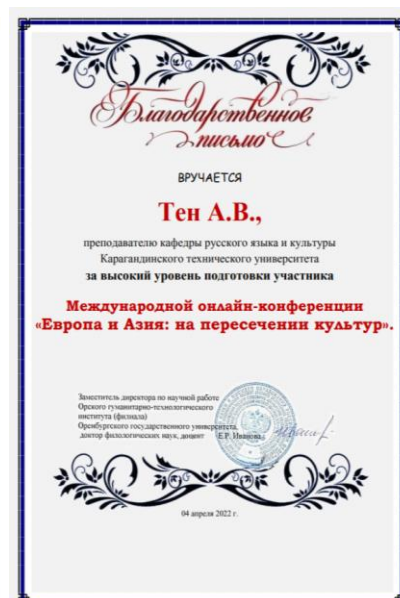 Благодарственное
письмо
ВРУЧАЕТСЯ
Тен А.В.,
преподавателю кафедры русского языка и культуры
Карагандинского технического университета
за высокий уровень подготовки участника
Международной онлайн-конференции
«Европа и Азия: на пересечении культур».
Заместитель директора по научной работе
Орского гуманитарно-технологического
института (филиала)
Оренбургского государственного университета,
доктор филологических наук, доцент Е.Р. Иванова
04 апреля 2022 г.